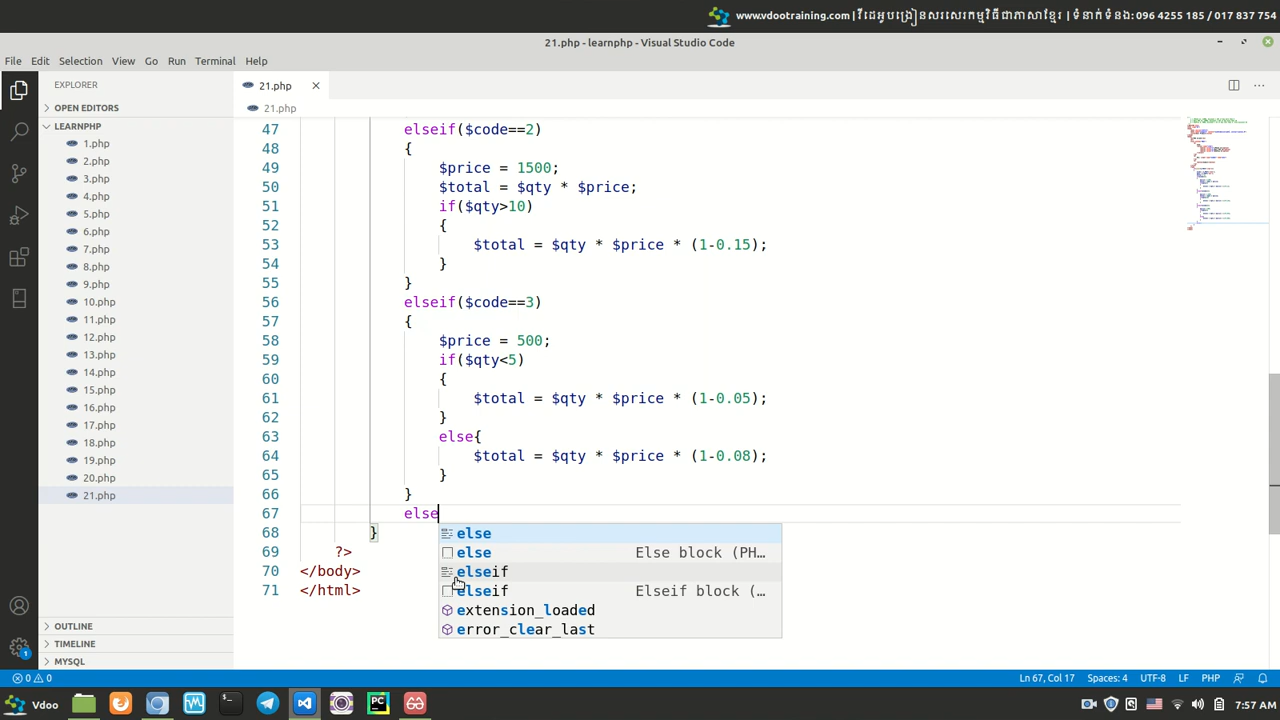 www.vdootraining.com | វីដេអូបង្រៀនសរសេរកម្មវិធីជាភាសាខ្មែរ | ទំនាក់ទំនង: 096 4255 185 / 017 837 754
21.php - learnphp - Visual Studio Code
File Edit Selection View Go Run Terminal Help
EXPLORER
21.php
OPEN EDITORS
21.php
LEARNPHP
1.php
2.php
3.php
4.php
5.php
6.php
7.php
8.php
9.php
10.php
11.php
12.php
13.php
14.php
15.php
16.php
17.php
18.php
19.php
20.php
21.php
OUTLINE
TIMELINE
MYSQL
47 elseif($code==2)
48 {
49 $price = 1500;
50 $total = $qty * $price;
51 if($qty>10)
52 {
53 $total = $qty * $price * (1-0.15);
54 }
55 }
56 elseif($code==3)
57 {
58 $price = 500;
59 if($qty<5)
60 {
61 $total = $qty * $price * (1-0.05);
62 }
63 else{
64 $total = $qty * $price * (1-0.08);
65 }
66 }
67 else
68 }
69 ?>
70 </body>
71 </html>
else
else Else block (PH…
elseif
elseif Elseif block (…
extension_loaded
error_clear_last
1
0 0
Ln 67, Col 17 Spaces: 4 UTF-8 LF PHP
Vdoo
PC
7:57 AM